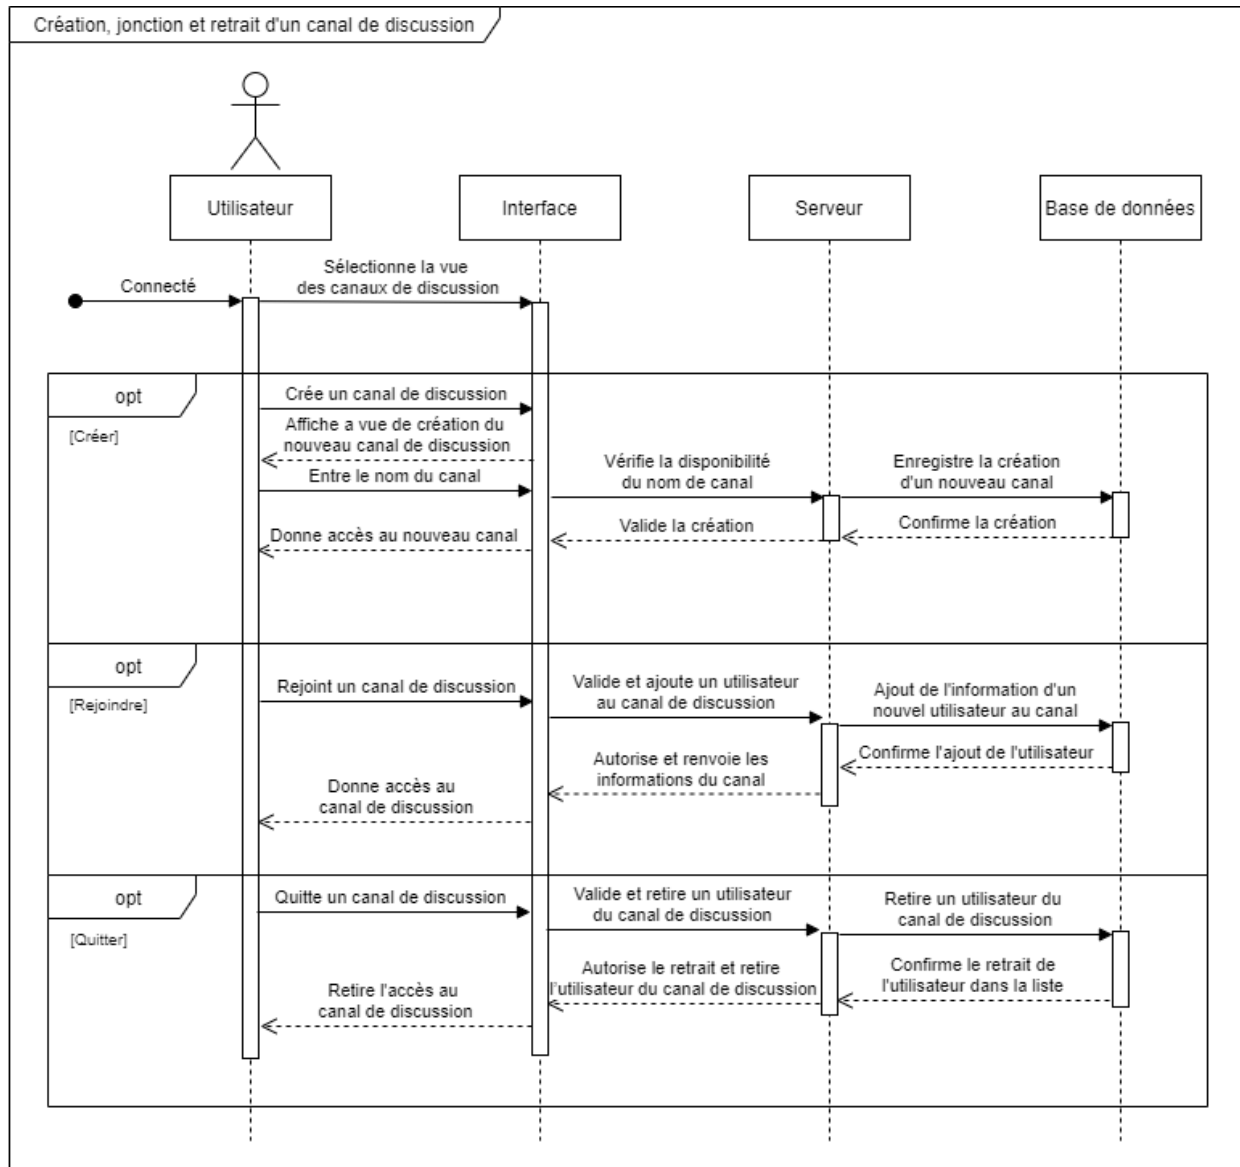 Création, jonction et retrait d'un canal de discussion
Utilisateur
Interface
Serveur
Base de données
Connecté
Sélectionne la vue
des canaux de discussion
opt
[Créer]
Crée un canal de discussion
Affiche a vue de création du
nouveau canal de discussion
Entre le nom du canal
Vérifie la disponibilité
du nom de canal
Enregistre la création
d'un nouveau canal
Confirme la création
Valide la création
Donne accès au nouveau canal
opt
[Rejoindre]
Rejoint un canal de discussion
Valide et ajoute un utilisateur
au canal de discussion
Ajout de l'information d'un
nouvel utilisateur au canal
Confirme l'ajout de l'utilisateur
Autorise et renvoie les
informations du canal
Donne accès au
canal de discussion
opt
[Quitter]
Quitte un canal de discussion
Valide et retire un utilisateur
du canal de discussion
Retire un utilisateur du
canal de discussion
Confirme le retrait de
l'utilisateur dans la liste
Autorise le retrait et retire
l'utilisateur du canal de discussion
Retire l'accès au
canal de discussion